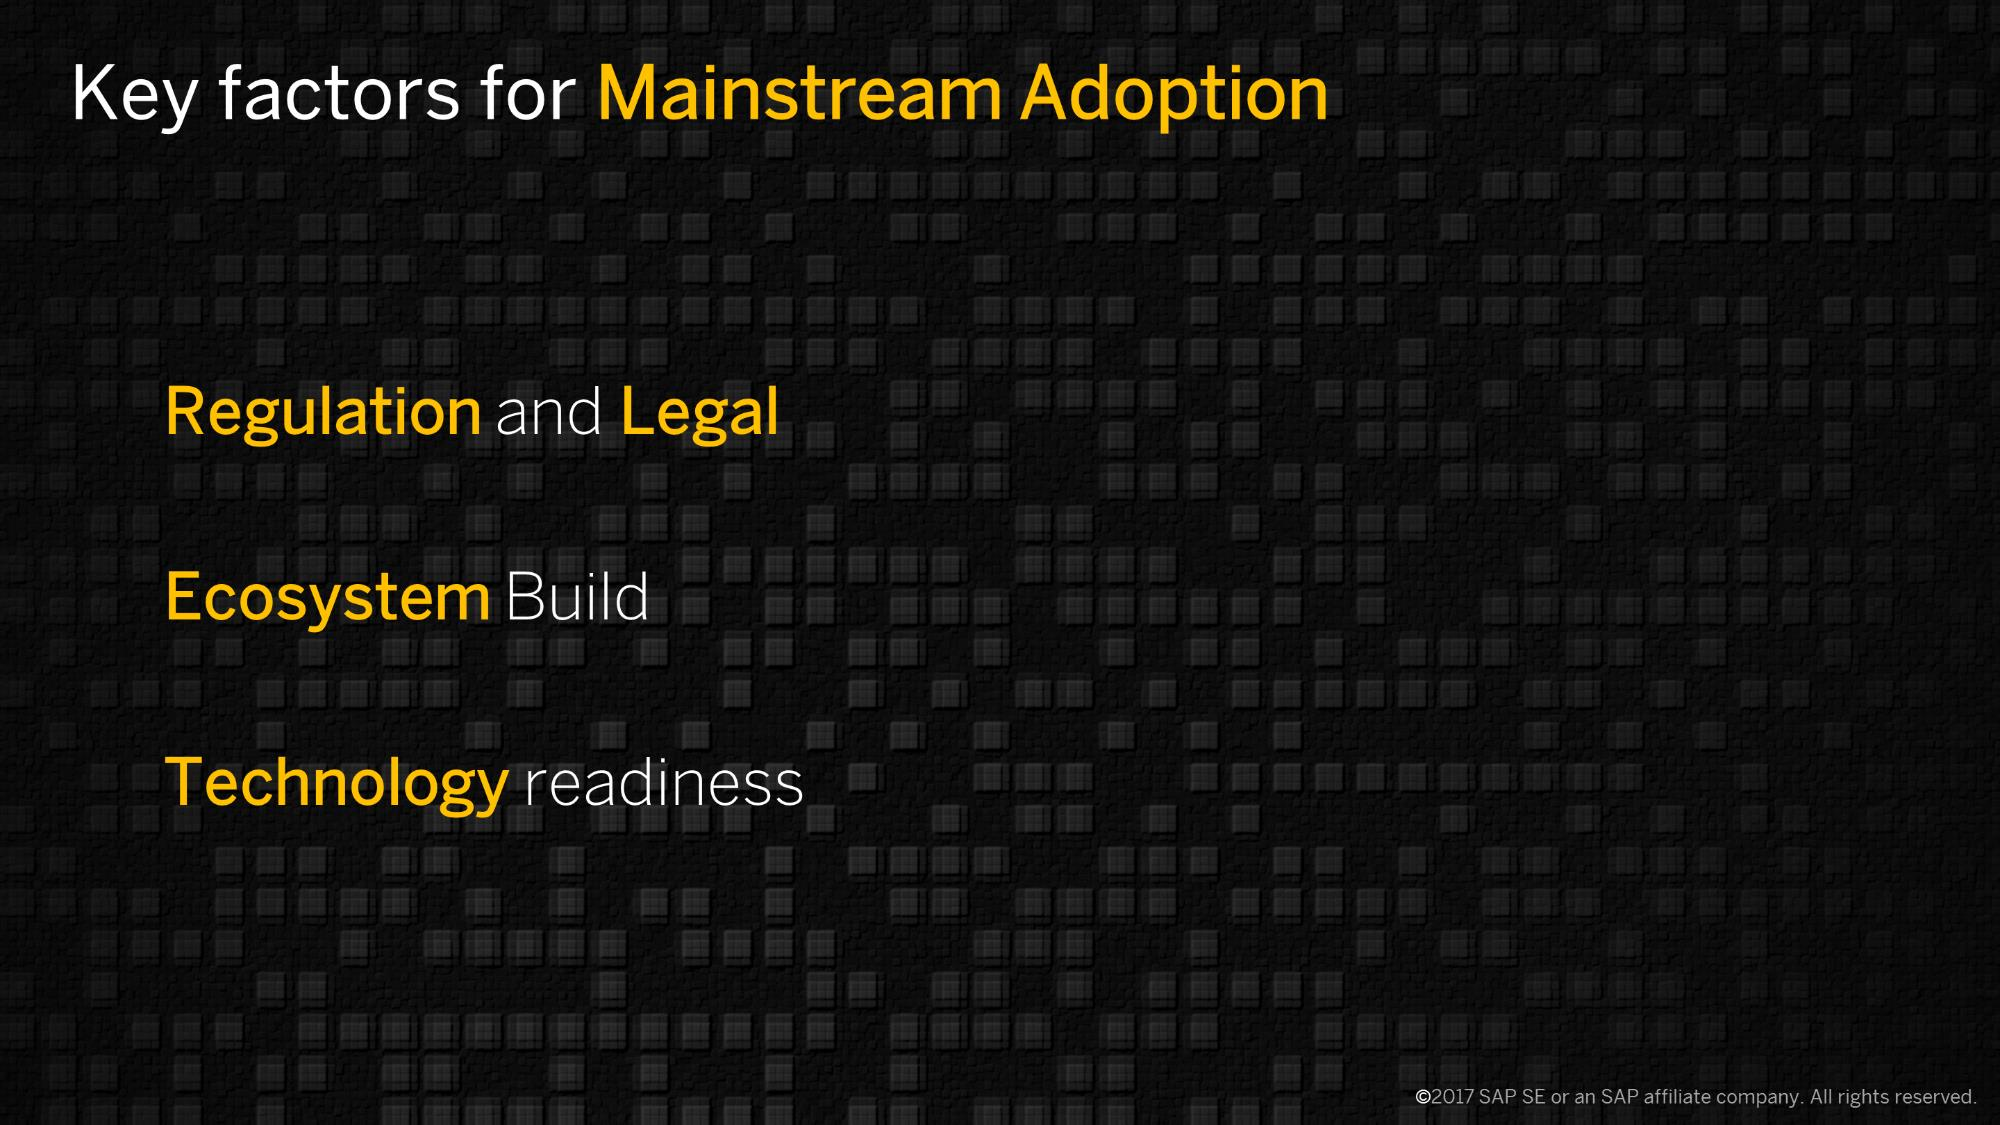 Key factors for Mainstream Adoption
Regulation and Legal
Ecosystem Build
Technology readiness
©2017 SAP SE or an SAP affiliate company. All rights reserved.